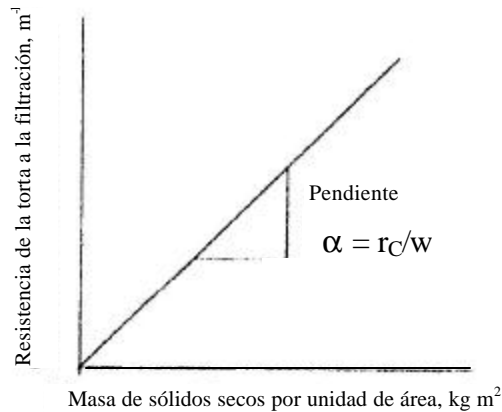 Resistencia de la torta a la filtración, m⁻¹
Pendiente
α = r_C/w
Masa de sólidos secos por unidad de área, kg m²